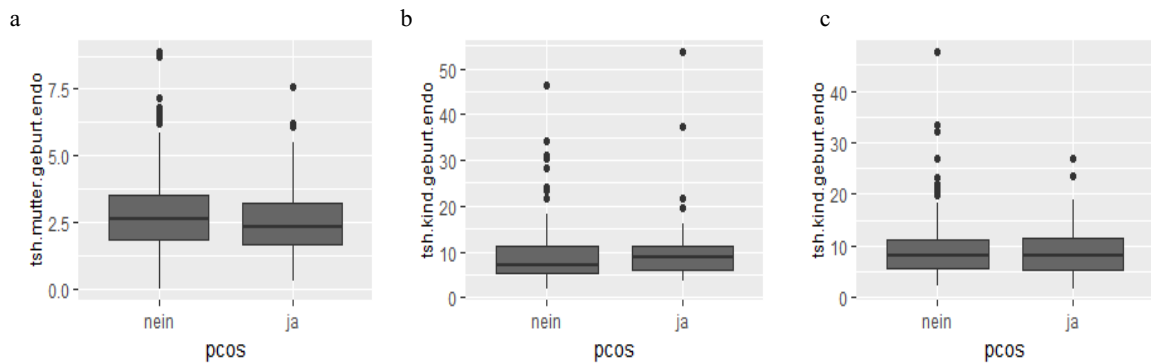 a
tsh.mutter.geburt.endo
7.5
5.0
2.5
0.0
nein ja
pcos
b
tsh.kind.geburt.endo
50
40
30
20
10
0
nein ja
pcos
c
tsh.kind.geburt.endo
40
30
20
10
0
nein ja
pcos